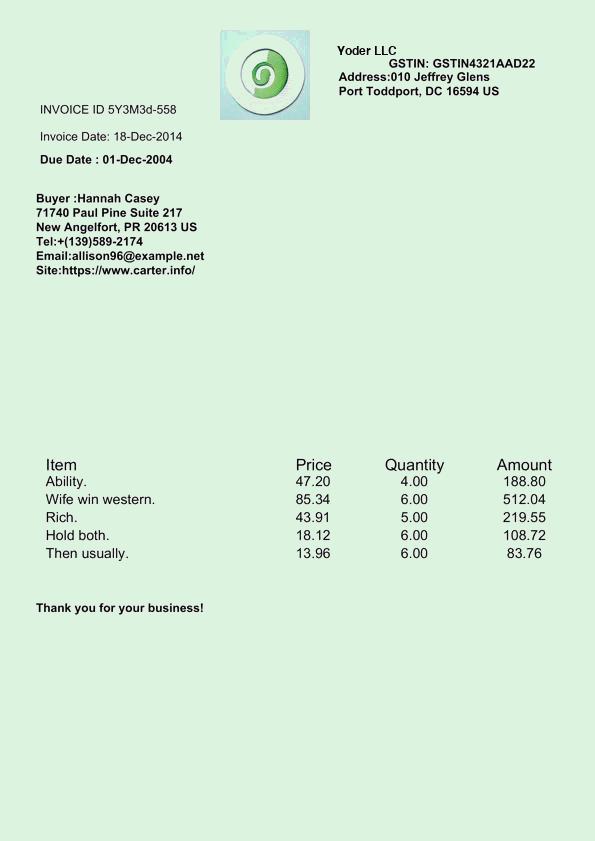 Yoder LLC
GSTIN: GSTIN4321AAD22
Address:010 Jeffrey Glens
Port Toddport, DC 16594 US
INVOICE ID 5Y3M3d-558
Invoice Date: 18-Dec-2014
Due Date : 01-Dec-2004
Buyer :Hannah Casey
71740 Paul Pine Suite 217
New Angelfort, PR 20613 US
Tel:+(139)589-2174
Email:allison96@example.net
Site:https://www.carter.info/
Item Price Quantity Amount
Ability. 47.20 4.00 188.80
Wife win western. 85.34 6.00 512.04
Rich. 43.91 5.00 219.55
Hold both. 18.12 6.00 108.72
Then usually. 13.96 6.00 83.76
Thank you for your business!